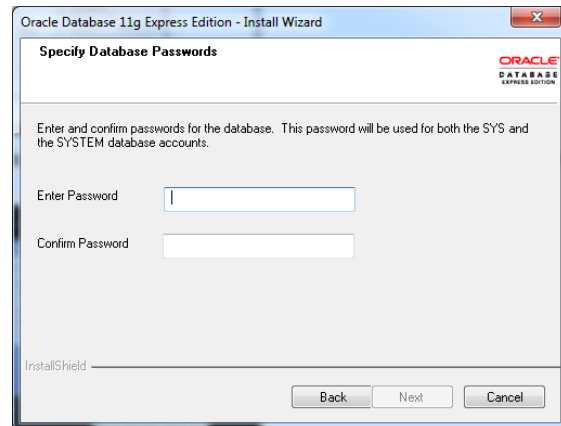 Oracle Database 11g Express Edition - Install Wizard
Specify Database Passwords
ORACLE
DATABASE
EXPRESS EDITION
Enter and confirm passwords for the database. This password will be used for both the SYS and
the SYSTEM database accounts.
Enter Password
Confirm Password
InstallShield
Back
Next
Cancel